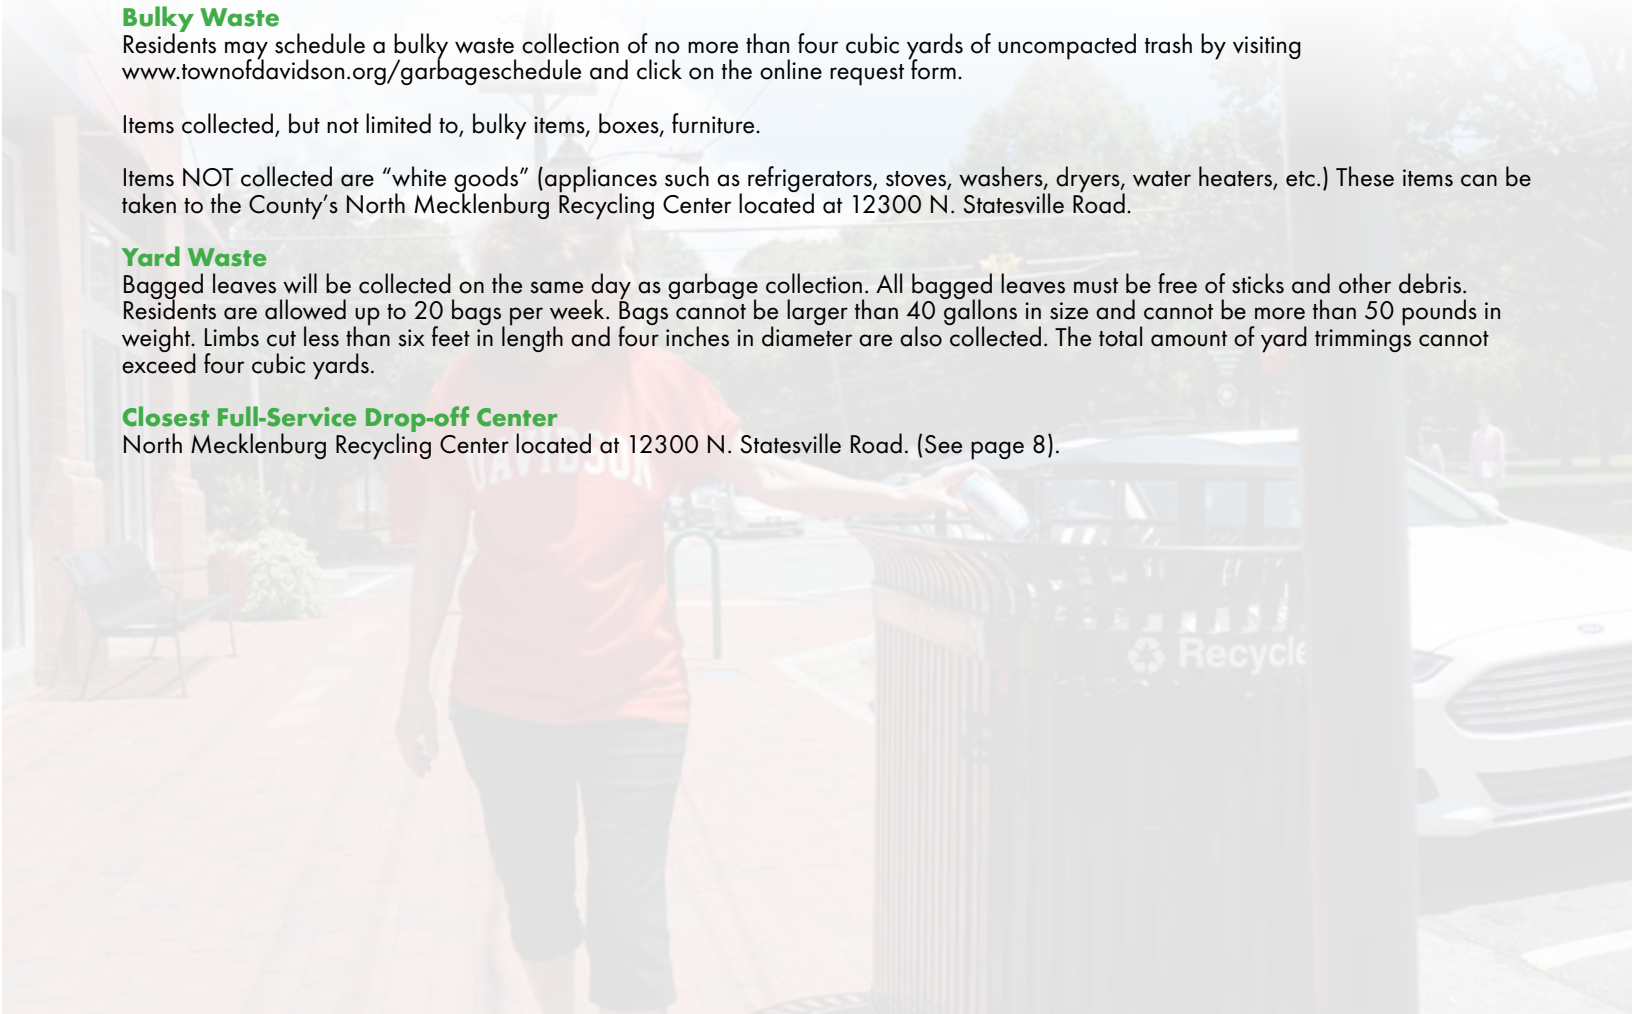 Bulky Waste
Residents may schedule a bulky waste collection of no more than four cubic yards of uncompacted trash by visiting
www.townofdavidson.org/garbageschedule and click on the online request form.
Items collected, but not limited to, bulky items, boxes, furniture.
Items NOT collected are “white goods” (appliances such as refrigerators, stoves, washers, dryers, water heaters, etc.) These items can be
taken to the County’s North Mecklenburg Recycling Center located at 12300 N. Statesville Road.
Yard Waste
Bagged leaves will be collected on the same day as garbage collection. All bagged leaves must be free of sticks and other debris.
Residents are allowed up to 20 bags per week. Bags cannot be larger than 40 gallons in size and cannot be more than 50 pounds in
weight. Limbs cut less than six feet in length and four inches in diameter are also collected. The total amount of yard trimmings cannot
exceed four cubic yards.
Closest Full-Service Drop-off Center
North Mecklenburg Recycling Center located at 12300 N. Statesville Road. (See page 8).
DAVIDSON
Recycle